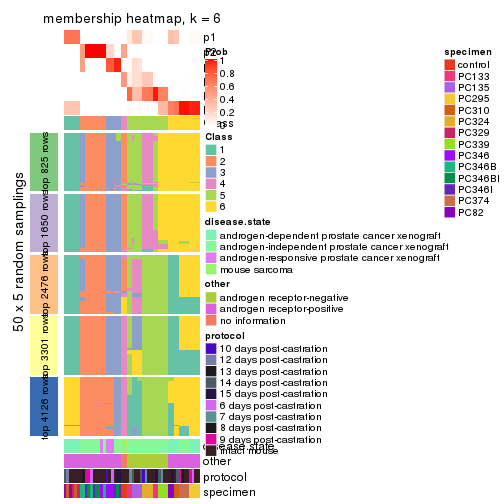 membership heatmap, k = 6
p1
p2
Prob
1
0.8
0.6
0.4
0.2
0
Class
1
2
3
4
5
6
disease.state
androgen-dependent prostate cancer xenograft
androgen-independent prostate cancer xenograft
androgen-responsive prostate cancer xenograft
mouse sarcoma
other
androgen receptor-negative
androgen receptor-positive
no information
protocol
10 days post-castration
12 days post-castration
13 days post-castration
14 days post-castration
15 days post-castration
6 days post-castration
7 days post-castration
8 days post-castration
9 days post-castration
intact mouse
specimen
control
PC133
PC135
PC295
PC310
PC324
PC329
PC339
PC346
PC346B
PC346BI
PC346I
PC374
PC82
50 x 5 random samplings
top 825 rows
top 1650 rows
top 2476 rows
top 3301 rows
top 4126 rows
disease.state
other
protocol
specimen